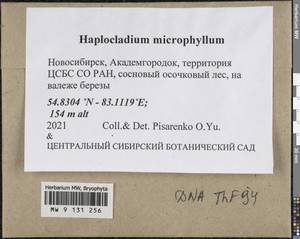 Haplocladium microphyllum
Новосибирск, Академгородок, территория
ЦСБС СО РАН, сосновый осочковый лес, на
валеже березы
54.8304 °N - 83.1119°E;
154 m alt
2021 Coll.& Det. Pisarenko O.Yu.
&
ЦЕНТРАЛЬНЫЙ СИБИРСКИЙ БОТАНИЧЕСКИЙ САД
Herbarium MW, Bryophyta
MW 9 131 256
DNA ThF94